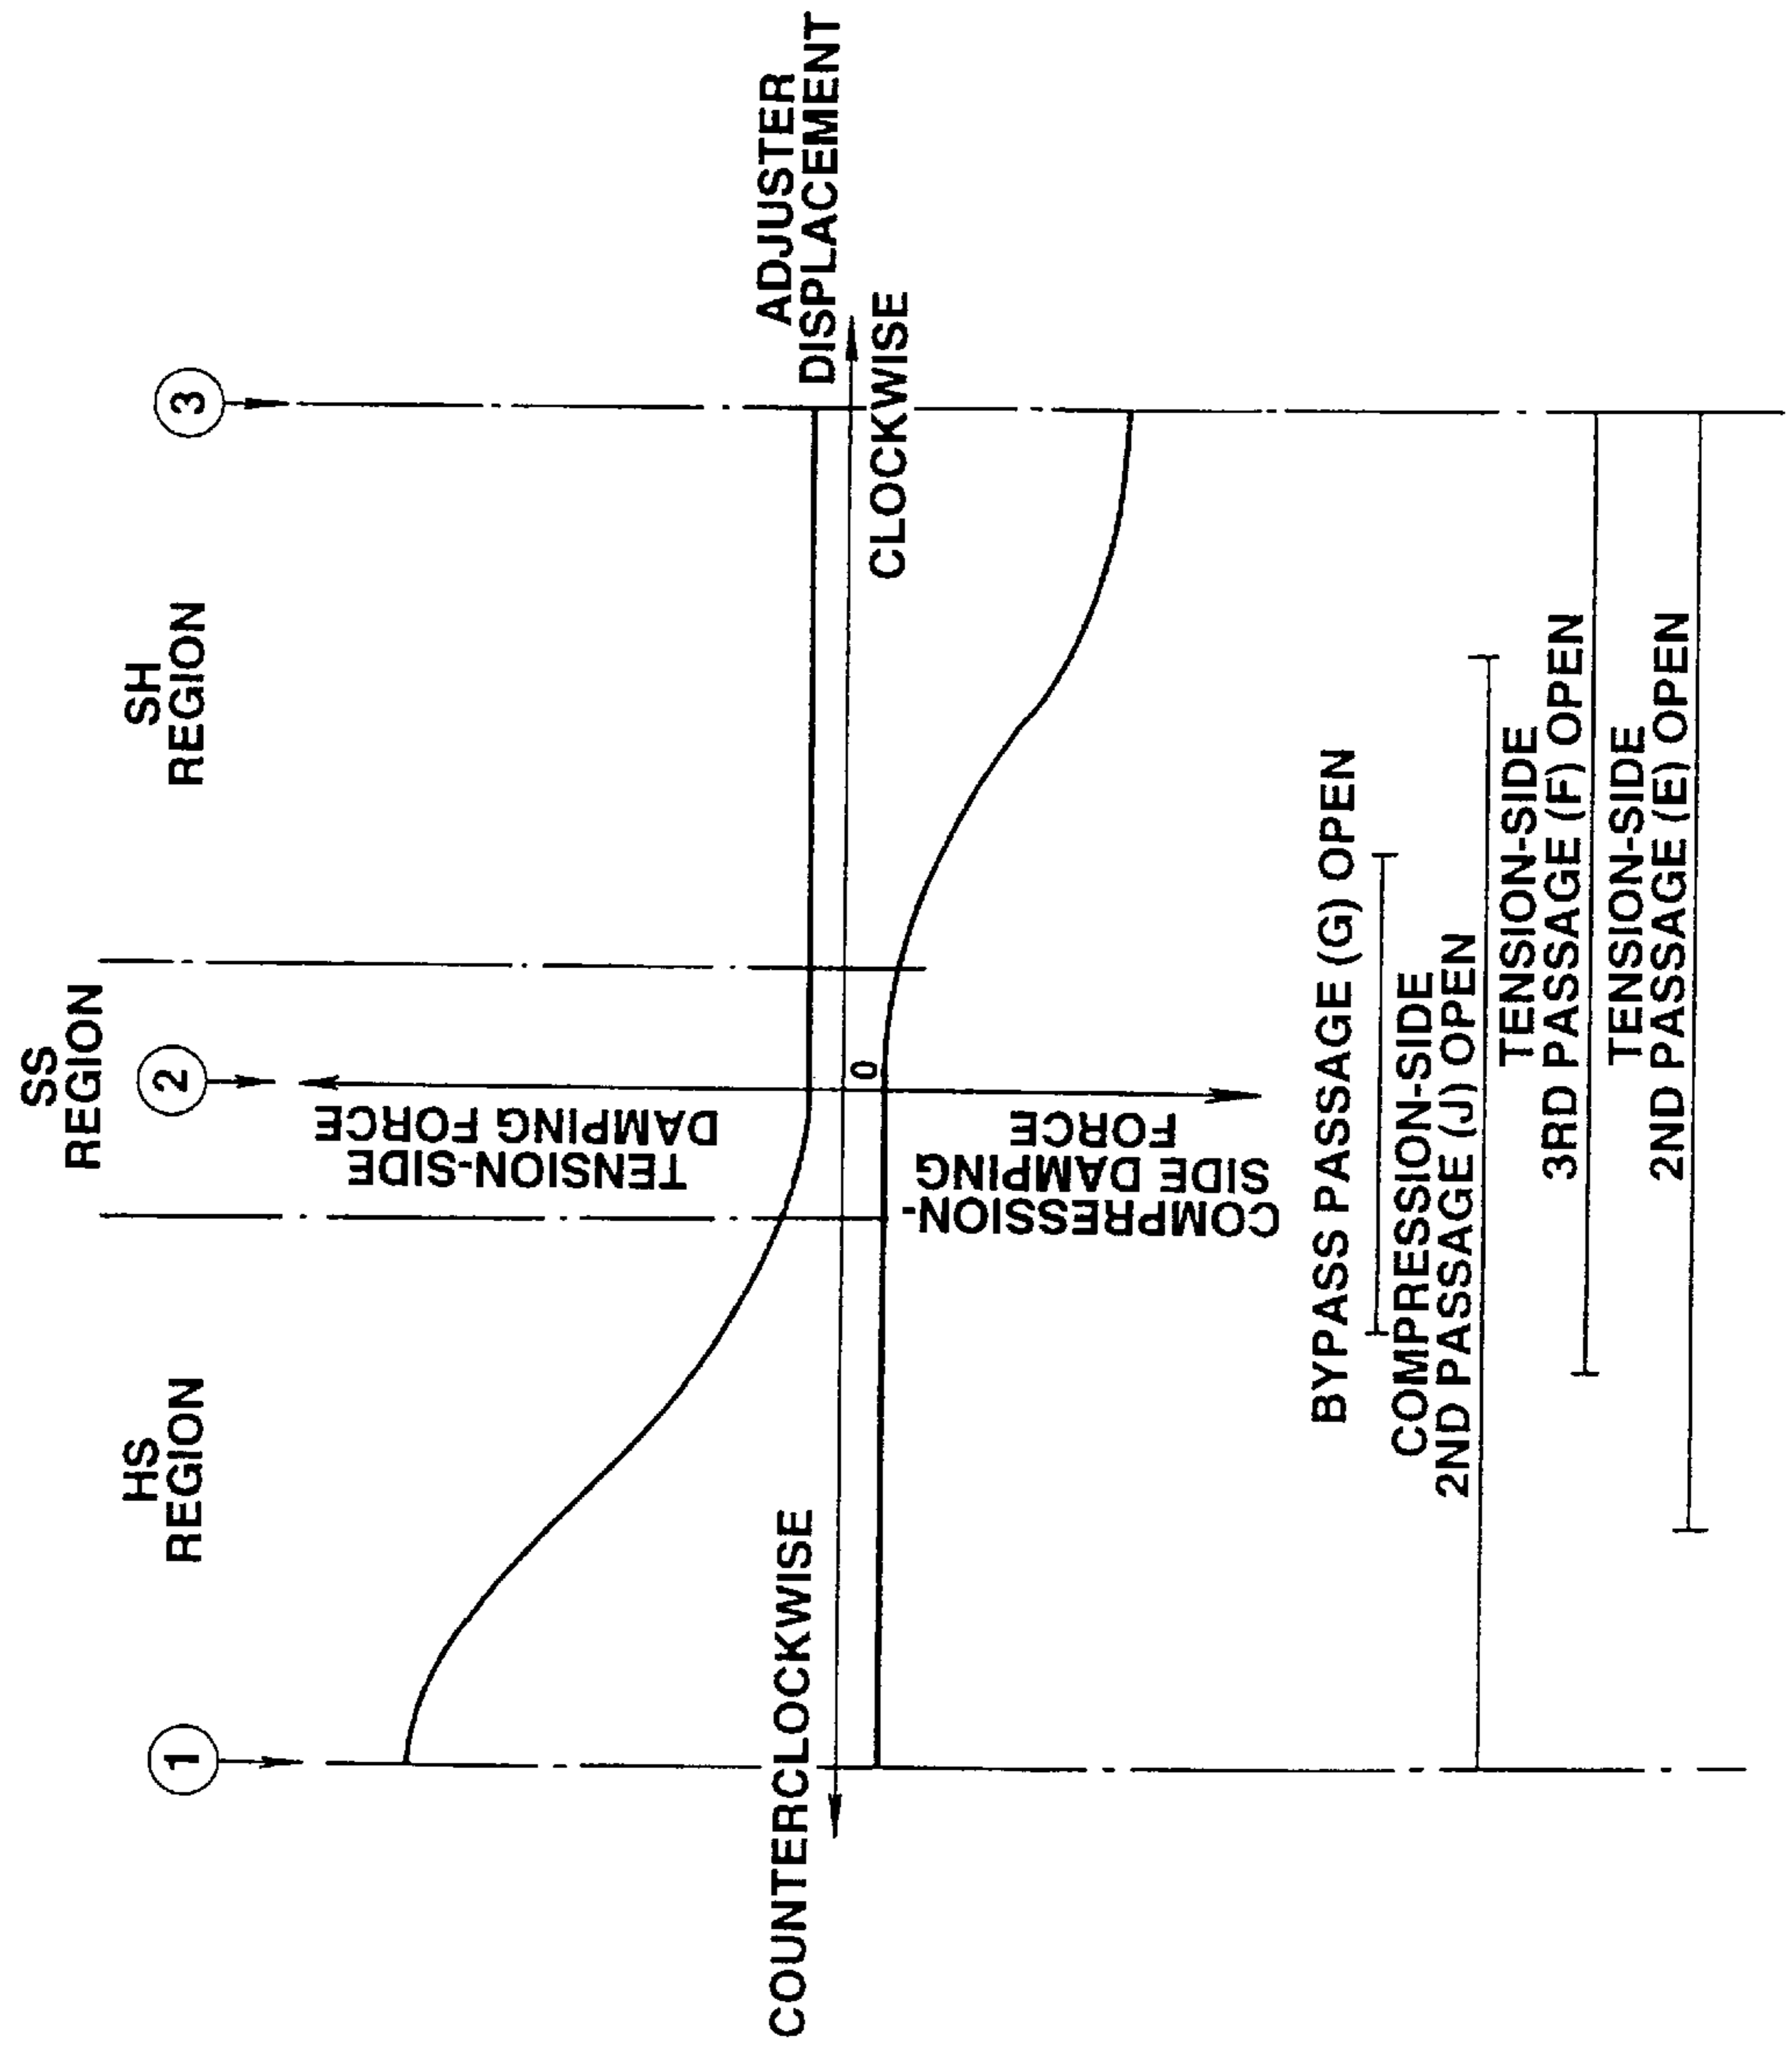 SS
REGION
HS
REGION
SH
REGION
1
2
3
TENSION-SIDE
DAMPING FORCE
COUNTERCLOCKWISE
ADJUSTER
DISPLACEMENT
CLOCKWISE
0
COMPRESSION-
SIDE DAMPING
FORCE
BYPASS PASSAGE (G) OPEN
COMPRESSION-SIDE
2ND PASSAGE (J) OPEN
TENSION-SIDE
3RD PASSAGE (F) OPEN
TENSION-SIDE
2ND PASSAGE (E) OPEN